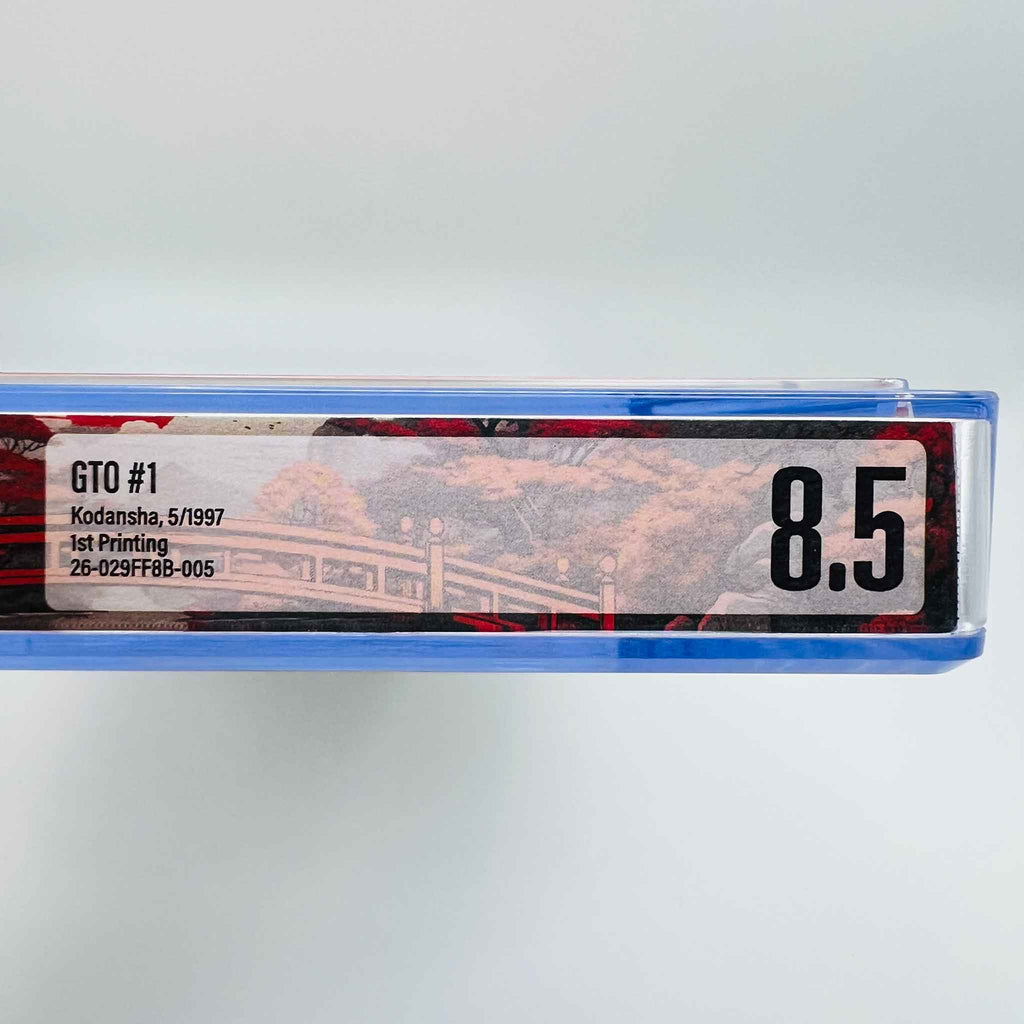 GTO #1
Kodansha, 5/1997
1st Printing
26-029FF8B-005
8.5